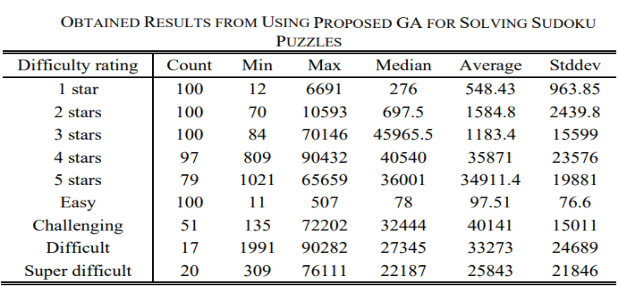 OBTAINED RESULTS FROM USING PROPOSED GA FOR SOLVING SUDOKU
PUZZLES
Difficulty rating Count Min Max Median Average Stddev
1 star 100 12 6691 276 548.43 963.85
2 stars 100 70 10593 697.5 1584.8 2439.8
3 stars 100 84 70146 45965.5 1183.4 15599
4 stars 97 809 90432 40540 35871 23576
5 stars 79 1021 65659 36001 34911.4 19881
Easy 100 11 507 78 97.51 76.6
Challenging 51 135 72202 32444 40141 15011
Difficult 17 1991 90282 27345 33273 24689
Super difficult 20 309 76111 22187 25843 21846